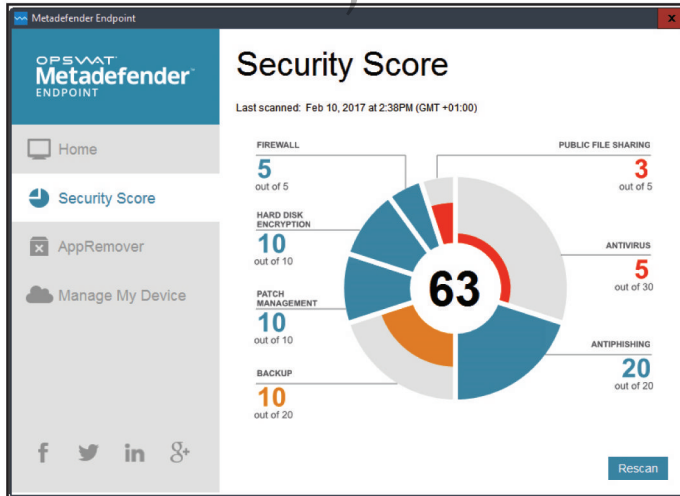 Metadefender Endpoint
x
OPSWAT
Metadefender™
ENDPOINT
Home
Security Score
AppRemover
Manage My Device
f in g+
Security Score
Last scanned: Feb 10, 2017 at 2:38PM (GMT +01:00)
FIREWALL
5
out of 5
HARD DISK
ENCRYPTION
10
out of 10
PATCH
MANAGEMENT
10
out of 10
BACKUP
10
out of 20
63
PUBLIC FILE SHARING
3
out of 5
ANTIVIRUS
5
out of 30
ANTIPHISHING
20
out of 20
Rescan